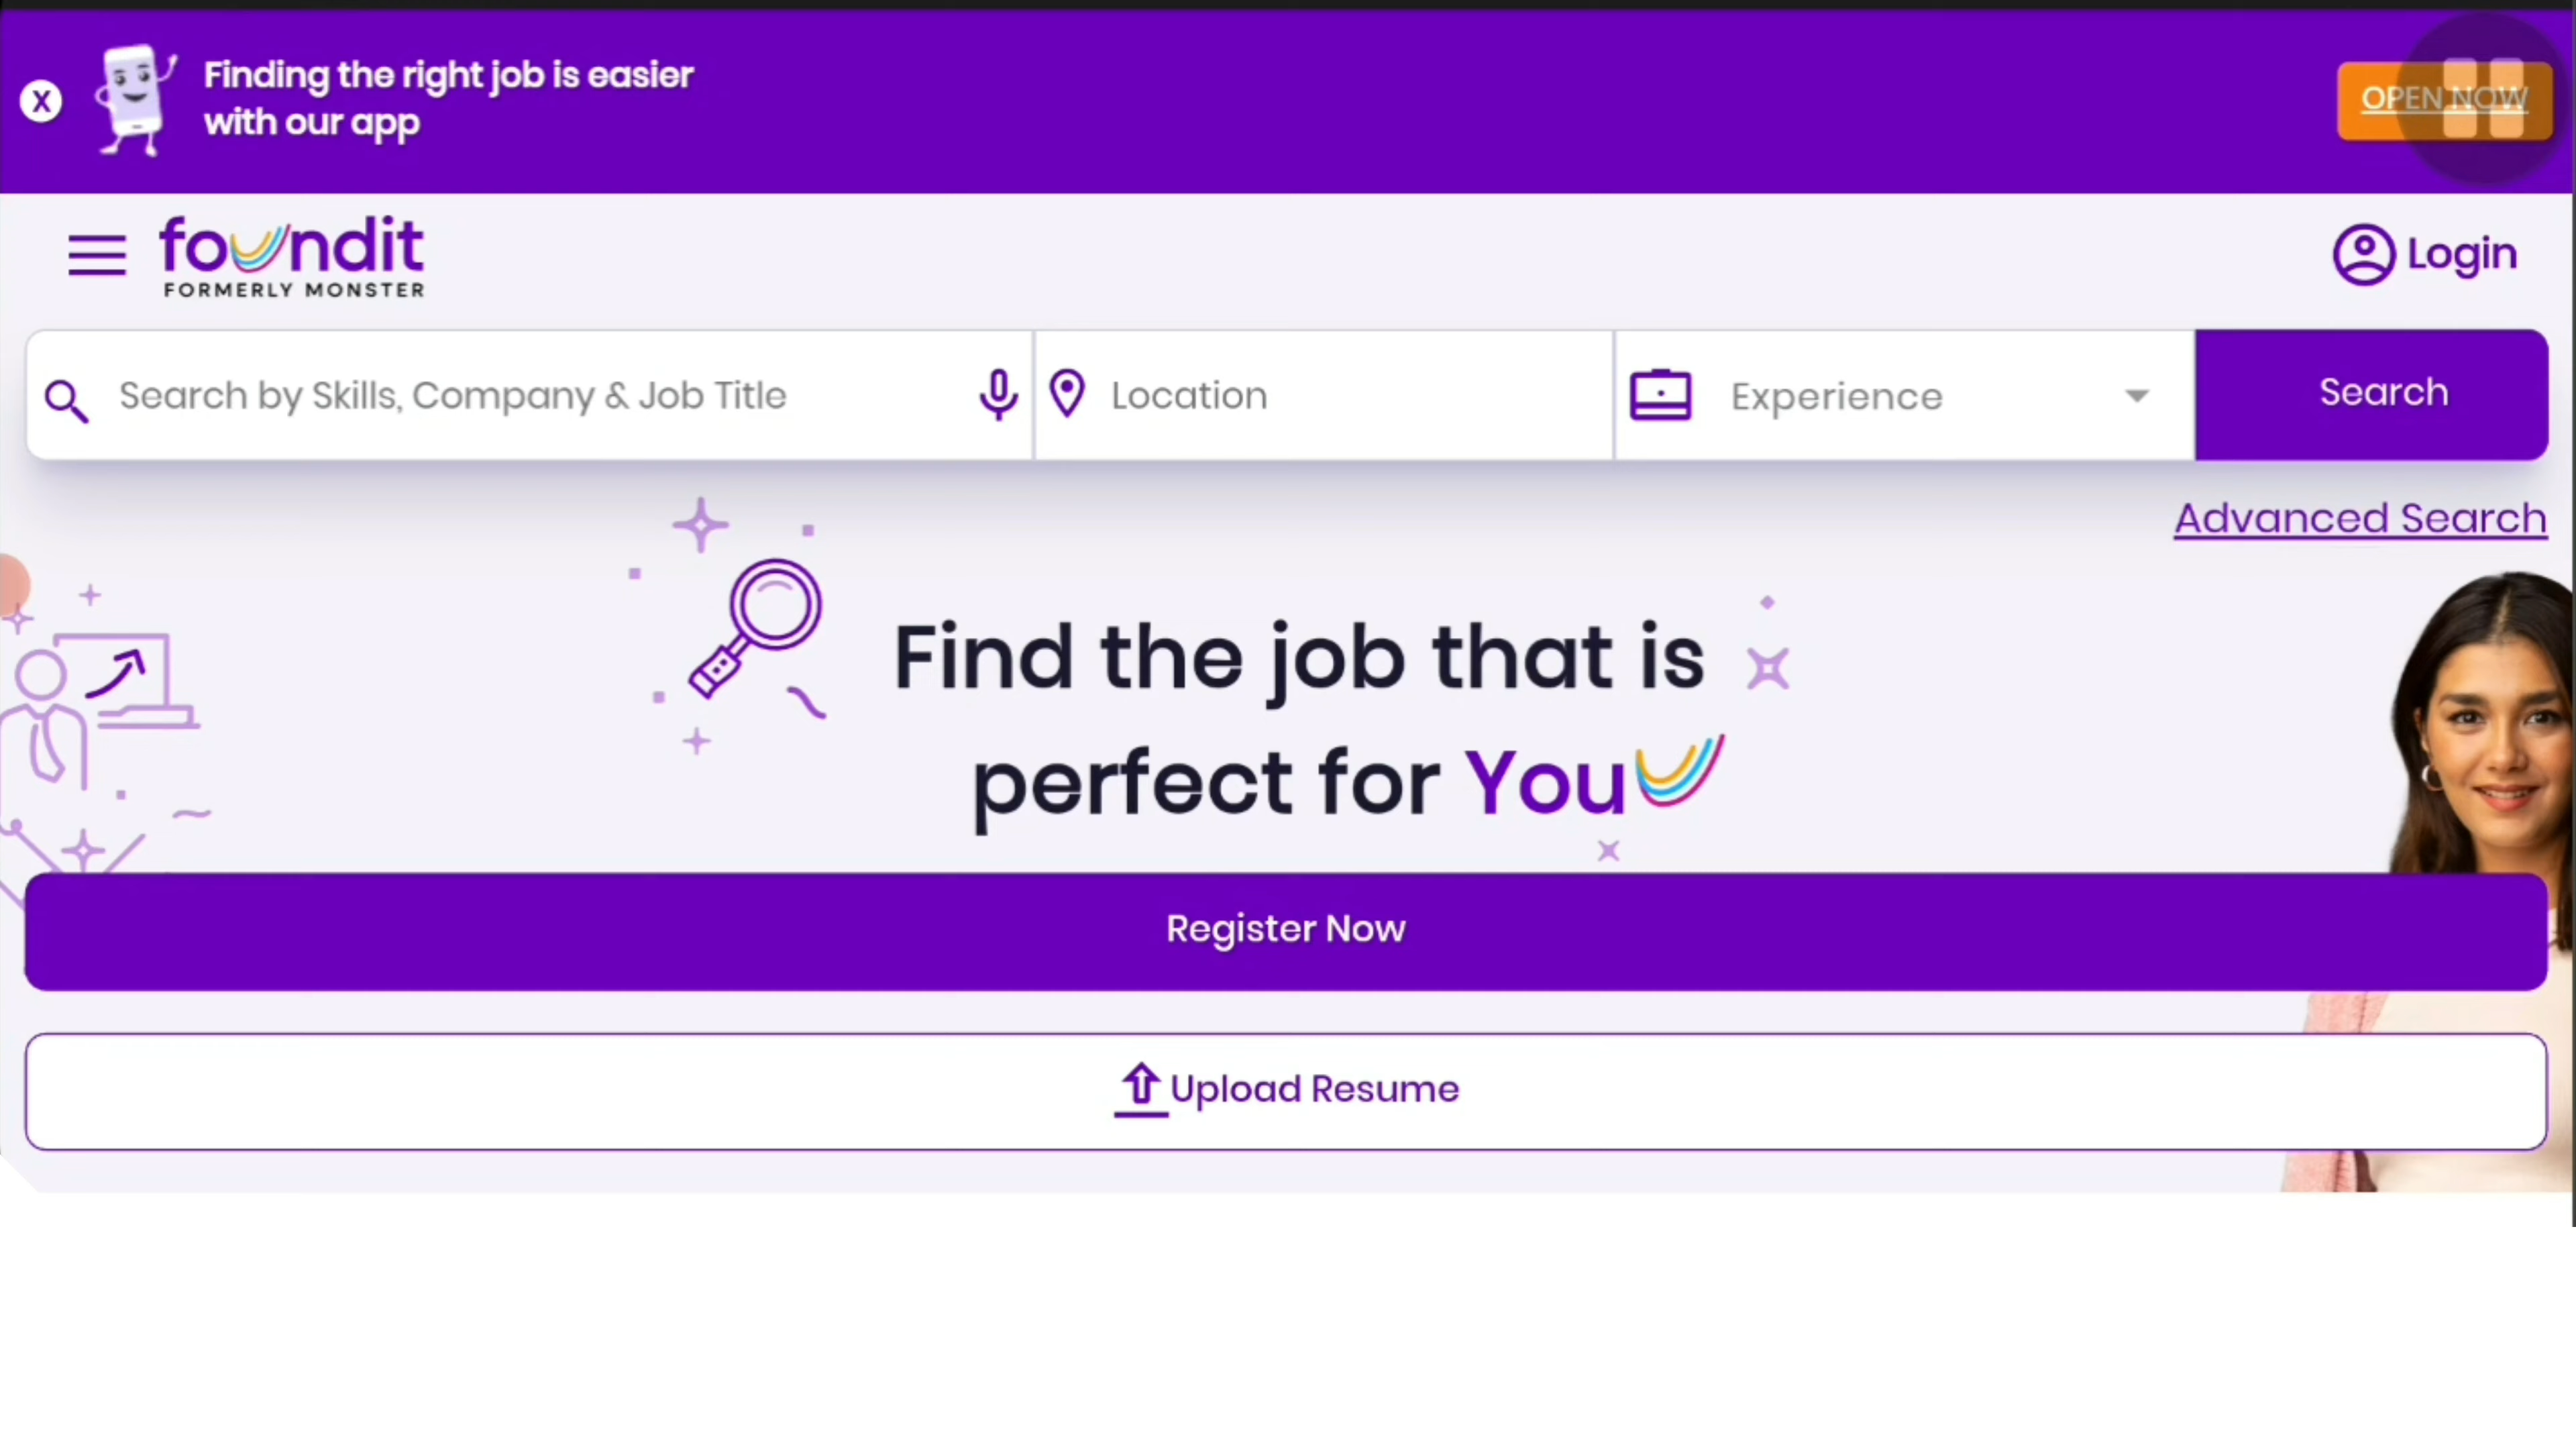 X
Finding the right job is easier
with our app
OPEN NOW
foundit
FORMERLY MONSTER
Login
Search by Skills, Company & Job Title
Location
Experience
Search
Advanced Search
Find the job that is
perfect for You
Register Now
Upload Resume